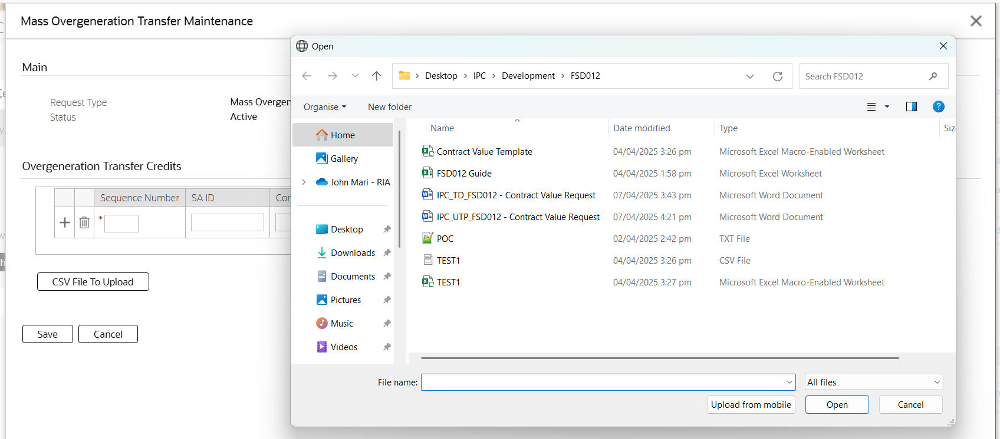 Mass Overgeneration Transfer Maintenance
Main
Request Type
Mass Overgen
Status
Active
Overgeneration Transfer Credits
Sequence Number
SA ID
Con
*
CSV File To Upload
Save
Cancel
Open
Desktop > IPC > Development > FSD012
Search FSD012
Organise
New folder
?
Home
Gallery
John Mari - RIA
Desktop
Downloads
Documents
Pictures
Music
Videos
Name Date modified Type Siz
Contract Value Template 04/04/2025 3:26 pm Microsoft Excel Macro-Enabled Worksheet
FSD012 Guide 04/04/2025 1:58 pm Microsoft Excel Worksheet
IPC_TD_FSD012 - Contract Value Request 07/04/2025 3:43 pm Microsoft Word Document
IPC_UTP_FSD012 - Contract Value Request 07/04/2025 4:21 pm Microsoft Word Document
POC 02/04/2025 2:42 pm TXT File
TEST1 04/04/2025 3:26 pm CSV File
TEST1 04/04/2025 3:27 pm Microsoft Excel Macro-Enabled Worksheet
File name:
All files
Upload from mobile
Open
Cancel